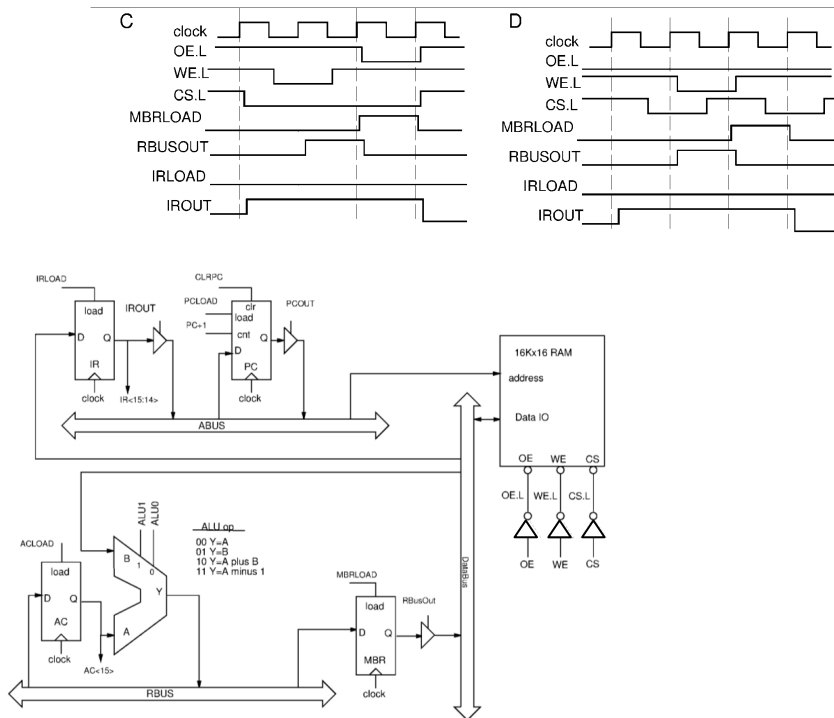 C
clock
OE.L
WE.L
CS.L
MBRLOAD
RBUSOUT
IRLOAD
IROUT
D
clock
OE.L
WE.L
CS.L
MBRLOAD
RBUSOUT
IRLOAD
IROUT
IRLOAD
load
D Q
IR
clock
IROUT
IR<15:14>
CLRPC
PCLOAD
PC+1
clr
load
cnt
Q
D
PC
clock
PCOUT
ABUS
16Kx16 RAM
address
Data IO
OE WE CS
OE.L WE.L CS.L
OE WE CS
DataBus
ACLOAD
load
D Q
AC
clock
AC<15>
ALU1
ALU0
B
1
0
Y
A
ALU op
00 Y=A
01 Y=B
10 Y=A plus B
11 Y=A minus 1
MBRLOAD
load
D Q
MBR
clock
RBusOut
RBUS